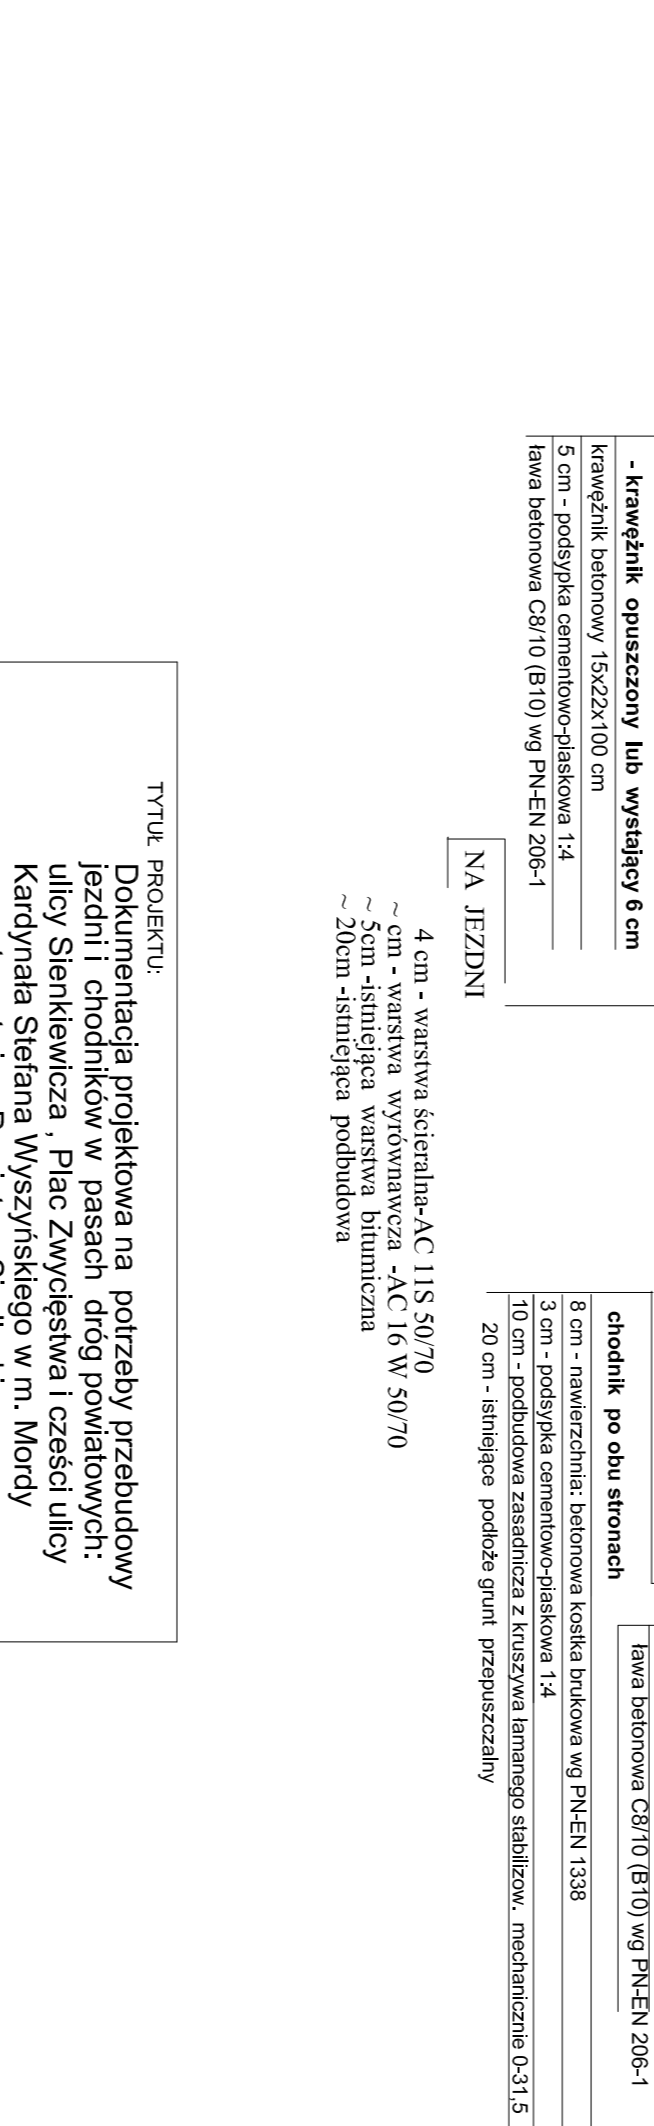 - krawężnik opuszczony lub wystający 6 cm
krawężnik betonowy 15x22x100 cm
5 cm - podsypka cementowo-piaskowa 1:4
ława betonowa C8/10 (B10) wg PN-EN 206-1
ława betonowa C8/10 (B10) wg PN-EN 206-1
chodnik po obu stronach
8 cm - nawierzchnia: betonowa kostka brukowa wg PN-EN 1338
3 cm - podsypka cementowo-piaskowa 1:4
10 cm - podbudowa zasadnicza z kruszywa łamanego stabilizow. mechanicznie 0-31,5
20 cm - istniejące podłoże grunt przepuszczalny
NA JEZDNI
4 cm - warstwa ścieralna-AC 11S 50/70
~ cm - warstwa wyrównawcza -AC 16 W 50/70
~ 5cm -istniejąca warstwa bitumiczna
~ 20cm -istniejąca podbudowa
TYTUŁ PROJEKTU:
Dokumentacja projektowa na potrzeby przebudowy
jezdni i chodników w pasach dróg powiatowych:
ulicy Sienkiewicza , Plac Zwycięstwa i cześci ulicy
Kardynała Stefana Wyszyńskiego w m. Mordy